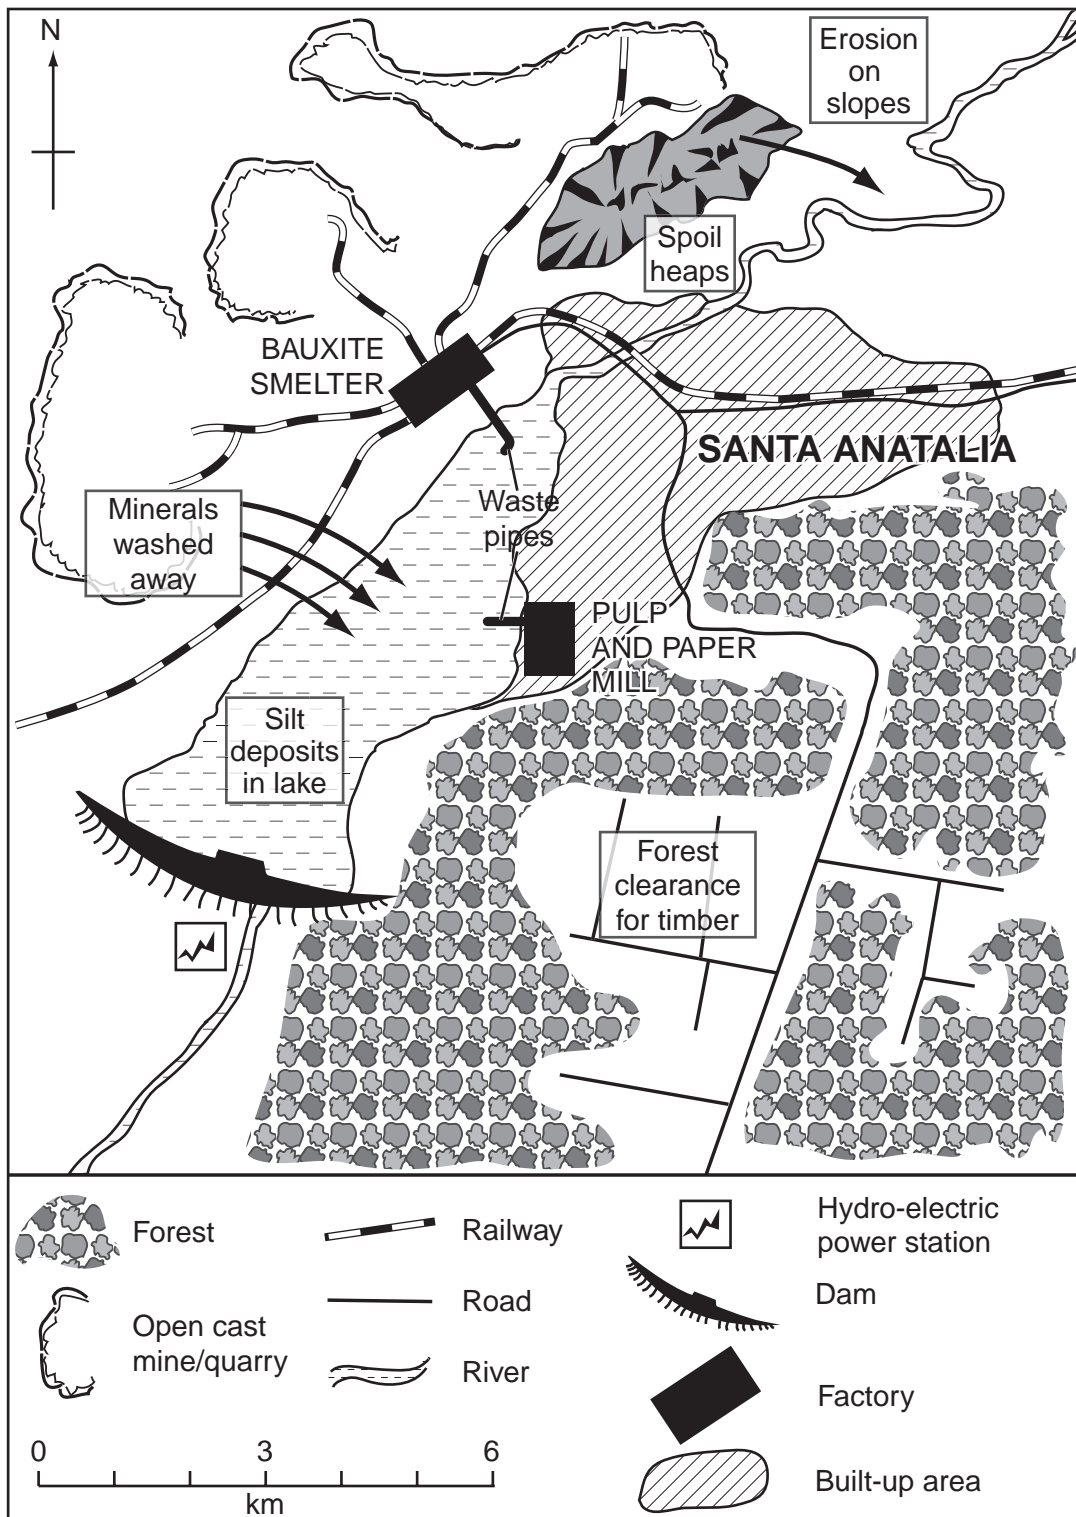 N
Erosion
on
slopes
Spoil
heaps
BAUXITE
SMELTER
SANTA ANATALIA
Minerals
washed
away
Waste
pipes
PULP
AND PAPER
MILL
Silt
deposits
in lake
Forest
clearance
for timber
Forest
Railway
Hydro-electric
power station
Road
Dam
Open cast
mine/quarry
River
Factory
0 3 6
km
Built-up area